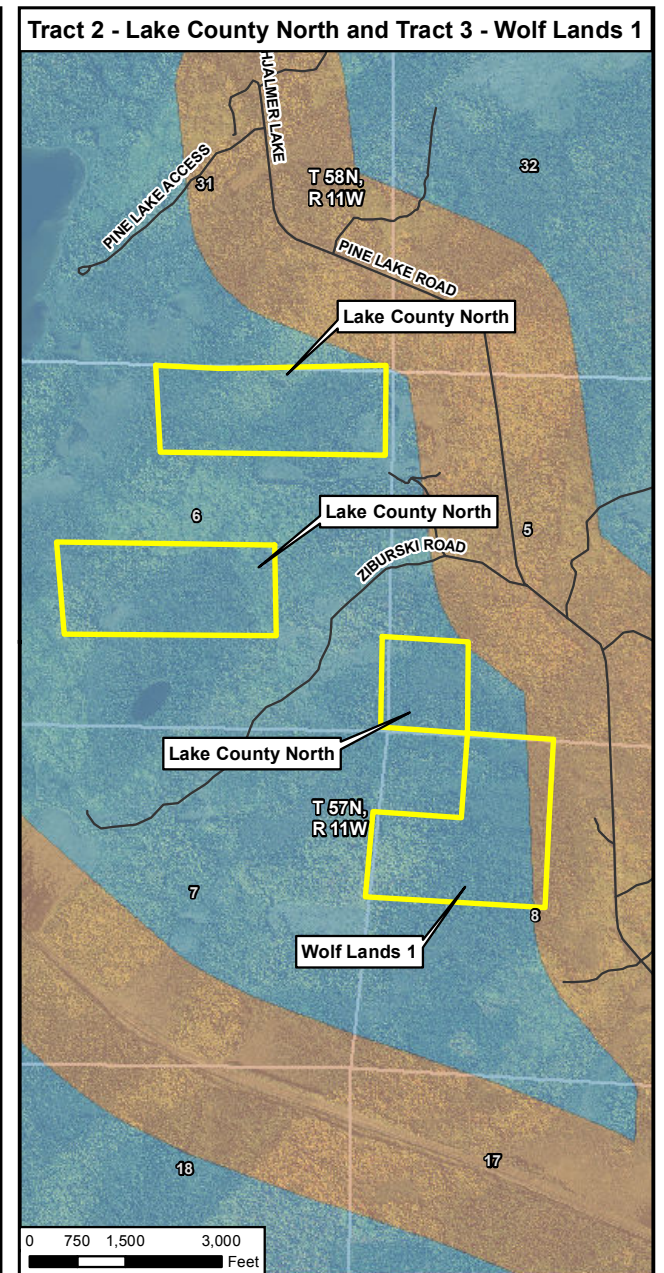 Tract 2 - Lake County North and Tract 3 - Wolf Lands 1
HJALMER LAKE
PINE LAKE ACCESS
31
32
T 58N,
R 11W
PINE LAKE ROAD
Lake County North
6
Lake County North
5
ZIBURSKI ROAD
Lake County North
T 57N,
R 11W
7
8
Wolf Lands 1
18
17
0 750 1,500 3,000
Feet